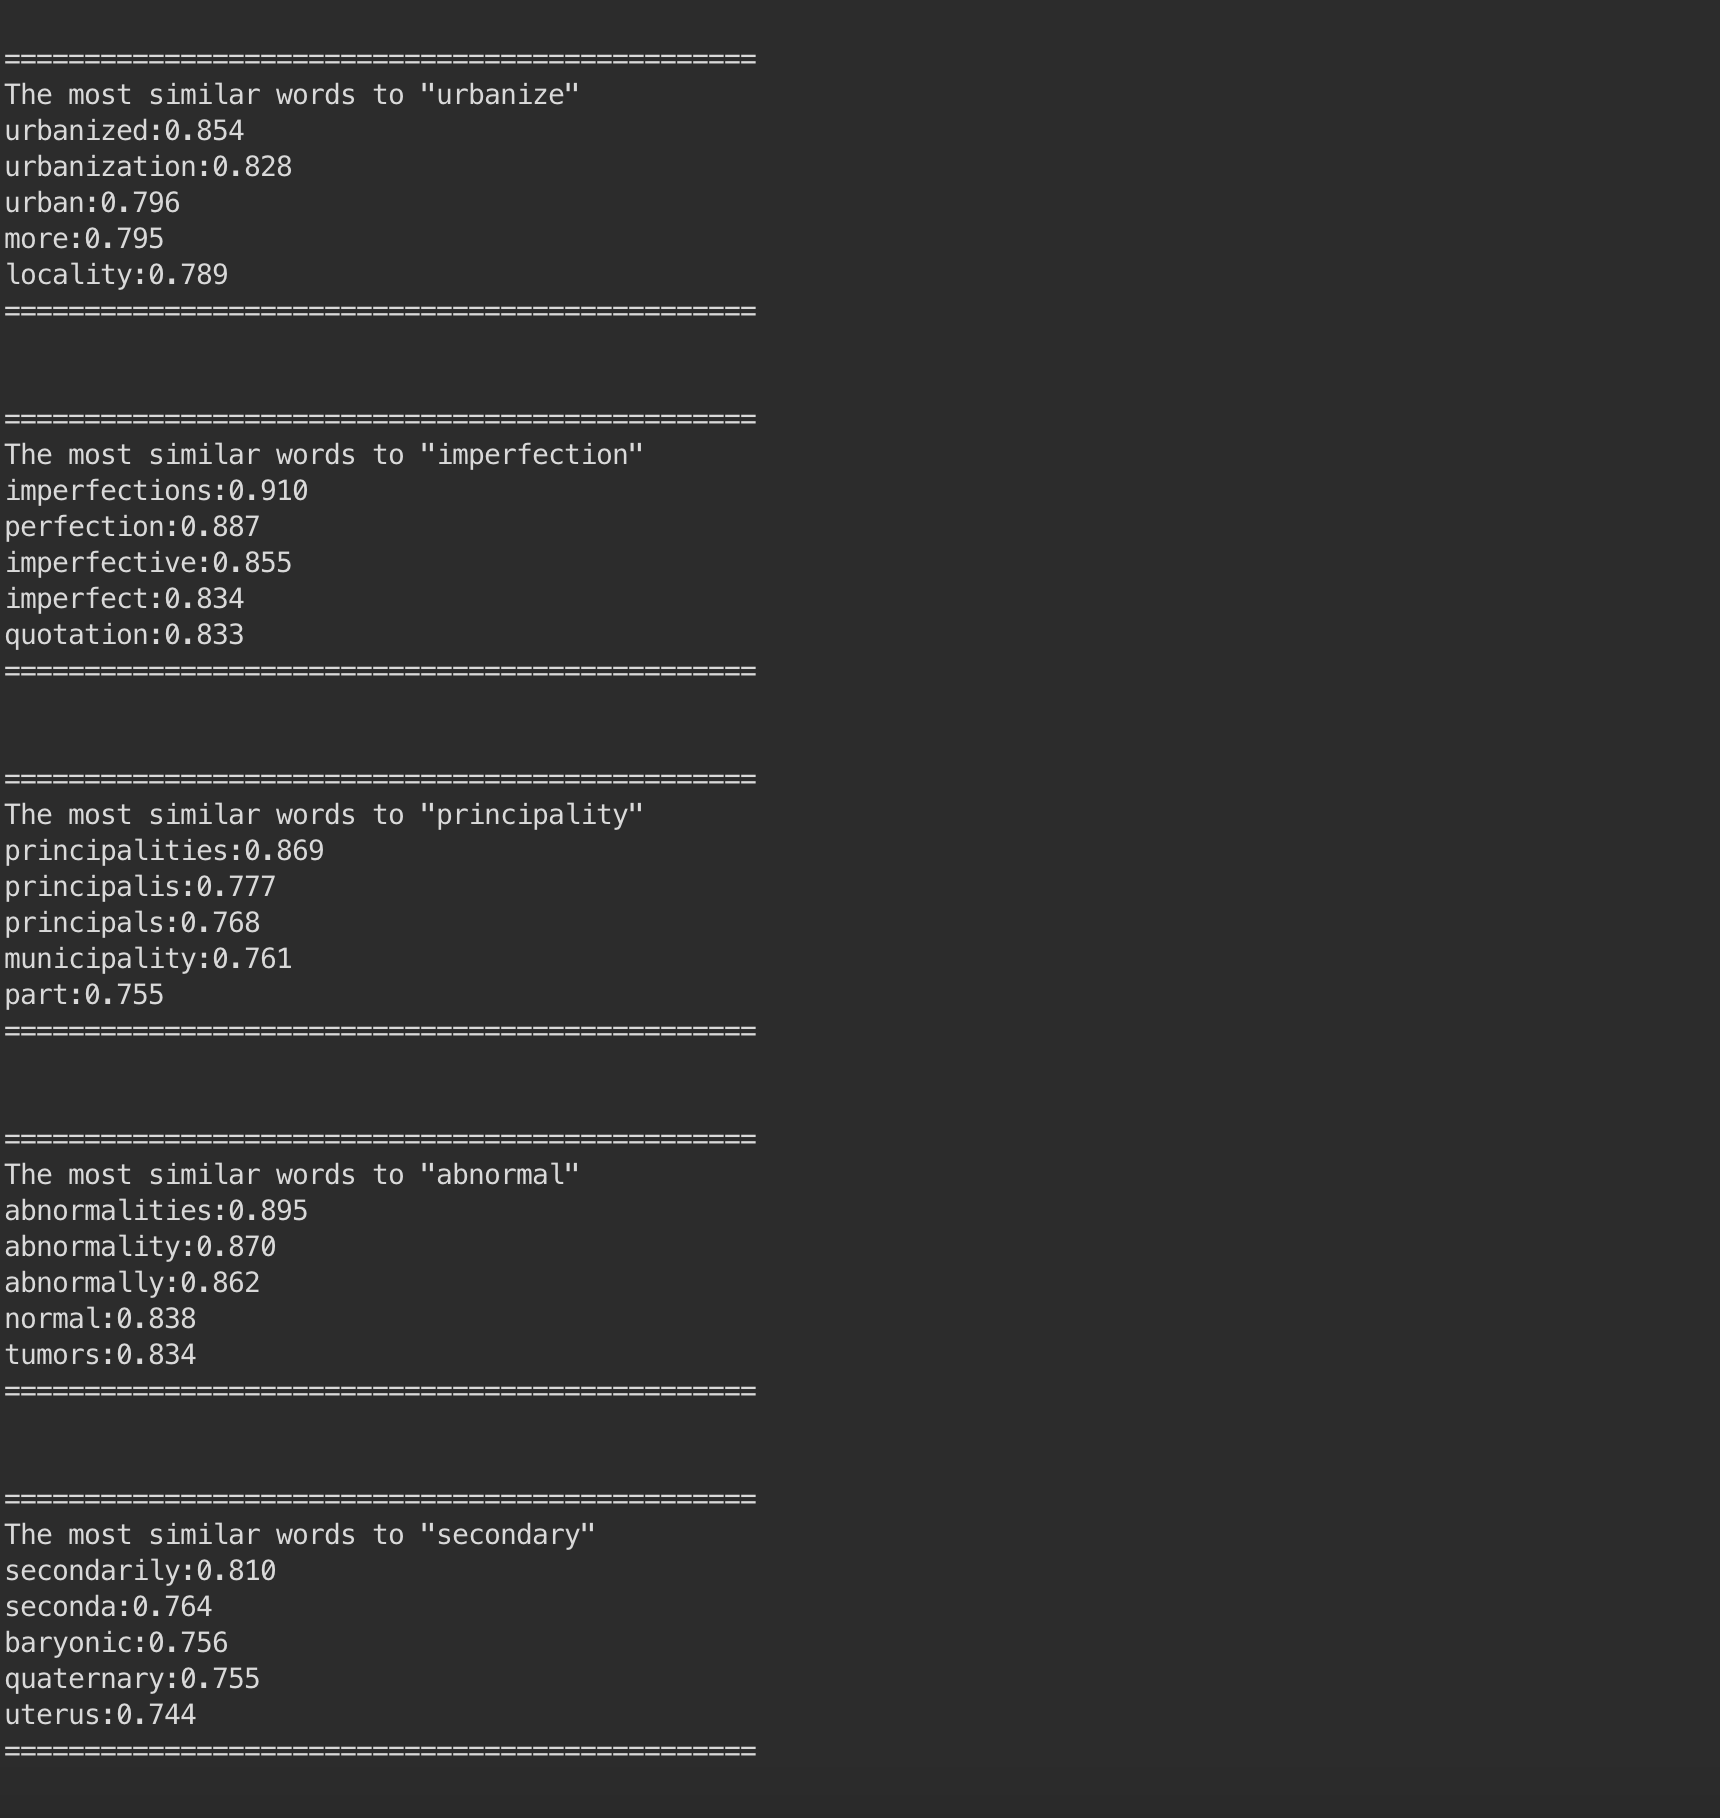 ===============================================
The most similar words to "urbanize"
urbanized:0.854
urbanization:0.828
urban:0.796
more:0.795
locality:0.789
===============================================
===============================================
The most similar words to "imperfection"
imperfections:0.910
perfection:0.887
imperfective:0.855
imperfect:0.834
quotation:0.833
===============================================
===============================================
The most similar words to "principality"
principalities:0.869
principalis:0.777
principals:0.768
municipality:0.761
part:0.755
===============================================
===============================================
The most similar words to "abnormal"
abnormalities:0.895
abnormality:0.870
abnormally:0.862
normal:0.838
tumors:0.834
===============================================
===============================================
The most similar words to "secondary"
secondarily:0.810
seconda:0.764
baryonic:0.756
quaternary:0.755
uterus:0.744
===============================================